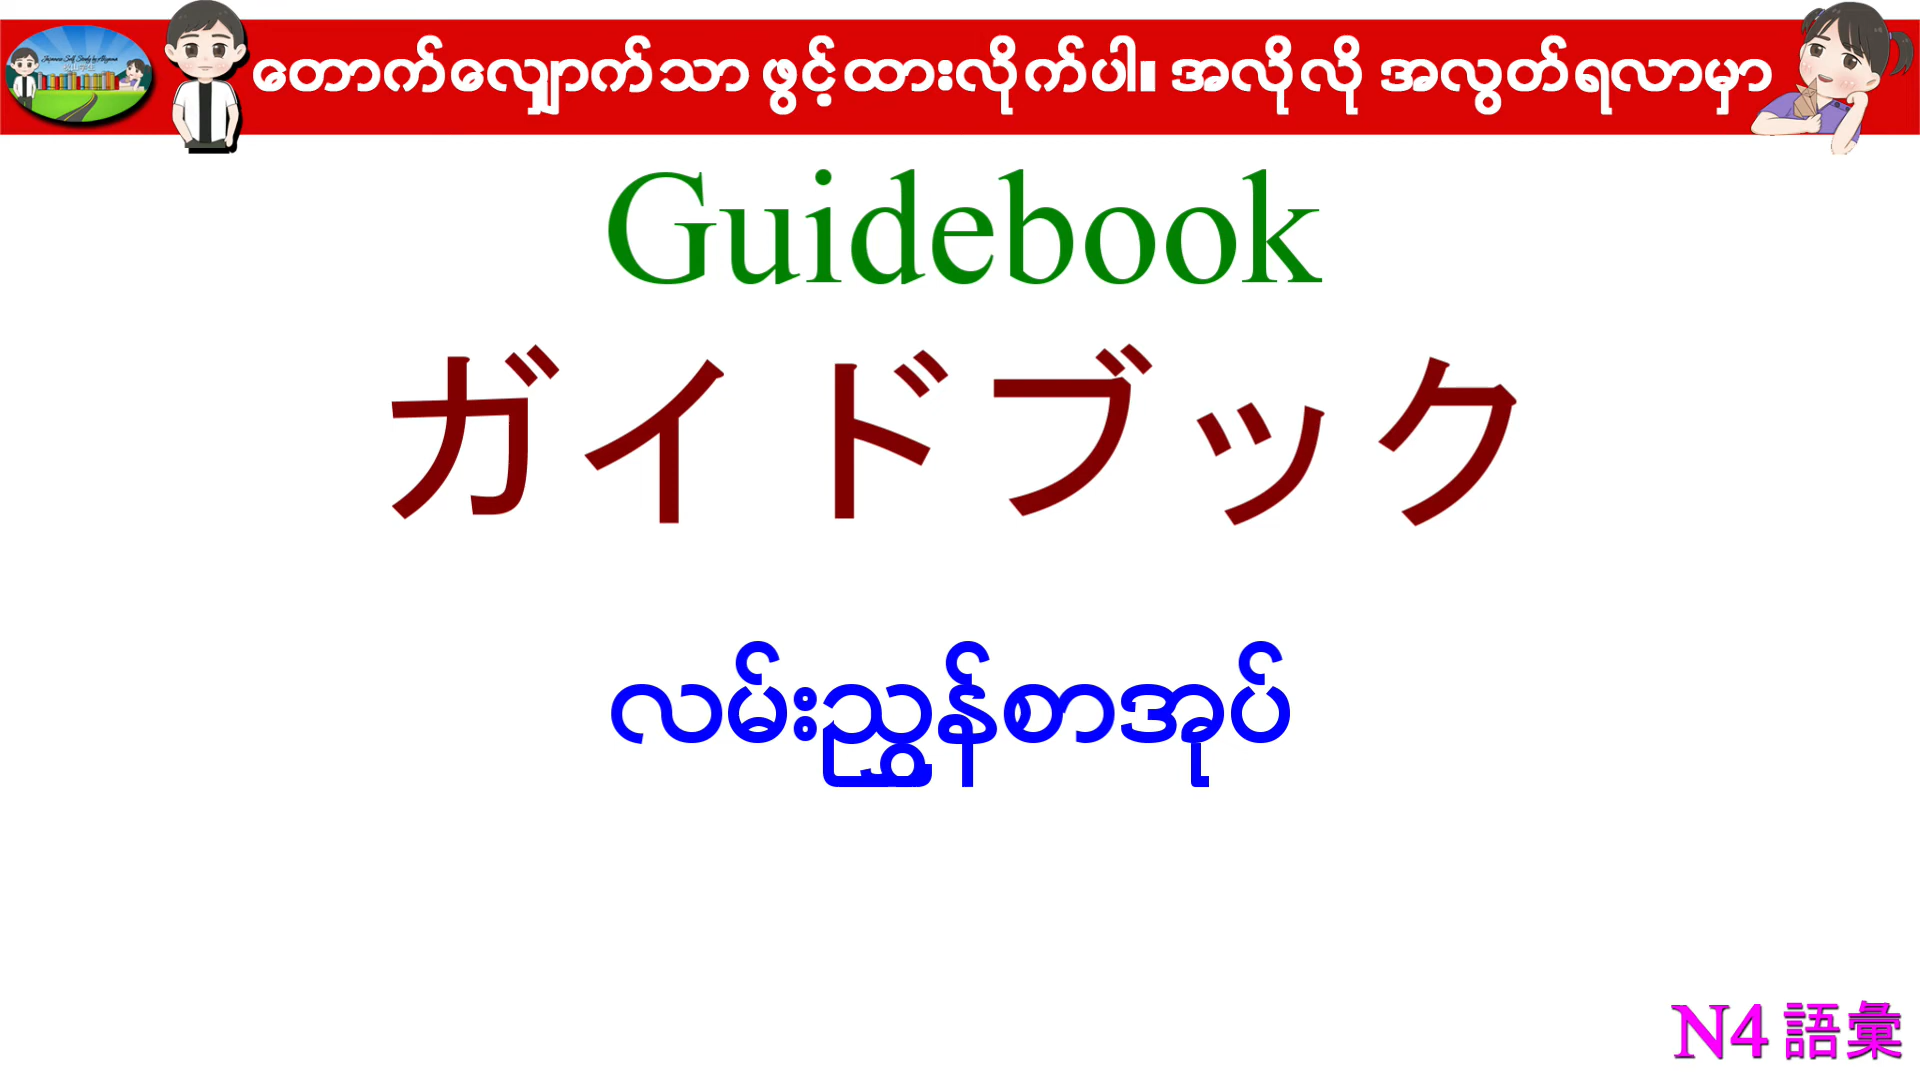 တောက်လျှောက်သာ ဖွင့်ထားလိုက်ပါ။ အလိုလို အလွတ်ရလာမှာ
Guidebook
ガイドブック
လမ်းညွှန်စာအုပ်
N4 語彙